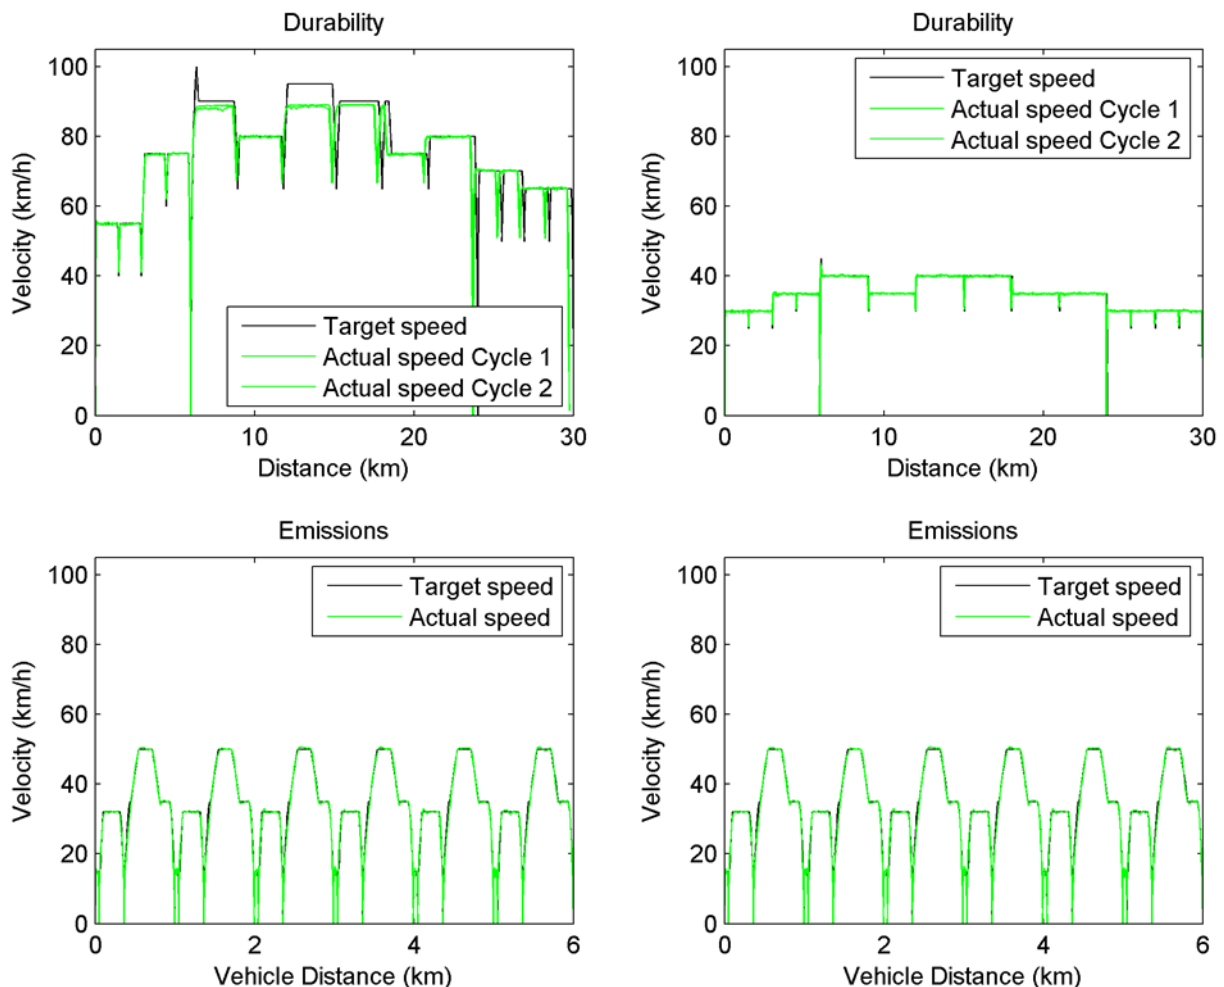 Durability
100
80
60
40
20
0
Velocity (km/h)
Target speed
Actual speed Cycle 1
Actual speed Cycle 2
0 10 20 30
Distance (km)
Durability
100
80
60
40
20
0
Velocity (km/h)
Target speed
Actual speed Cycle 1
Actual speed Cycle 2
0 10 20 30
Distance (km)
Emissions
100
80
60
40
20
0
Velocity (km/h)
Target speed
Actual speed
0 2 4 6
Vehicle Distance (km)
Emissions
100
80
60
40
20
0
Velocity (km/h)
Target speed
Actual speed
0 2 4 6
Vehicle Distance (km)